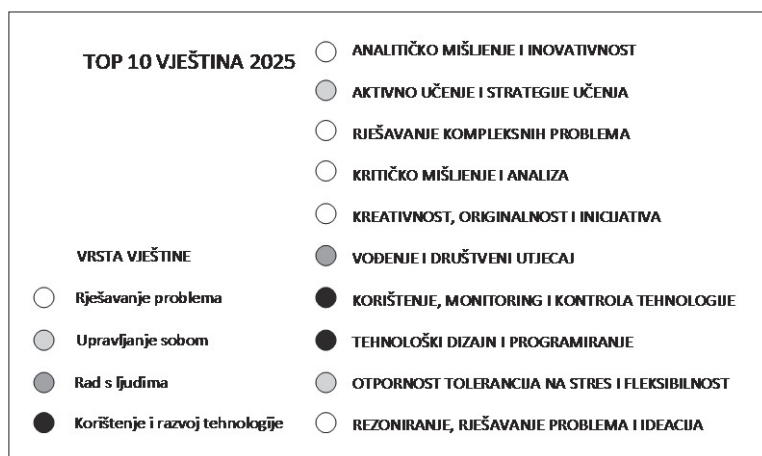 TOP 10 VJEŠTINA 2025
ANALITIČKO MIŠLJENJE I INOVATIVNOST
AKTIVNO UČENJE I STRATEGIJE UČENJA
RJEŠAVANJE KOMPLEKSNIH PROBLEMA
KRITIČKO MIŠLJENJE I ANALIZA
KREATIVNOST, ORIGINALNOST I INICIJATIVA
VOĐENJE I DRUŠTVENI UTJECAJ
KORIŠTENJE, MONITORING I KONTROLA TEHNOLOGIJE
TEHNOLOŠKI DIZAJN I PROGRAMIRANJE
OTPORNOST TOLERANCIJA NA STRES I FLEKSIBILNOST
REZONIRANJE, RJEŠAVANJE PROBLEMA I IDEACIJA
VRSTA VJEŠTINE
Rješavanje problema
Upravljanje sobom
Rad s ljudima
Korištenje i razvoj tehnologije